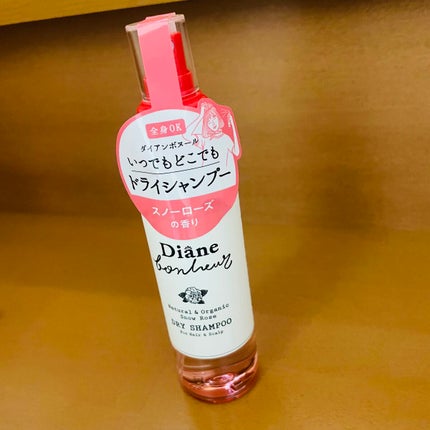 全身OK
ダイアンボヌール
いつでもどこでも
ドライシャンプー
スノーローズ
の香り
Diane
bonheur
Natural & Organic
Snow Rose
DRY SHAMPOO
For Hair & Scalp